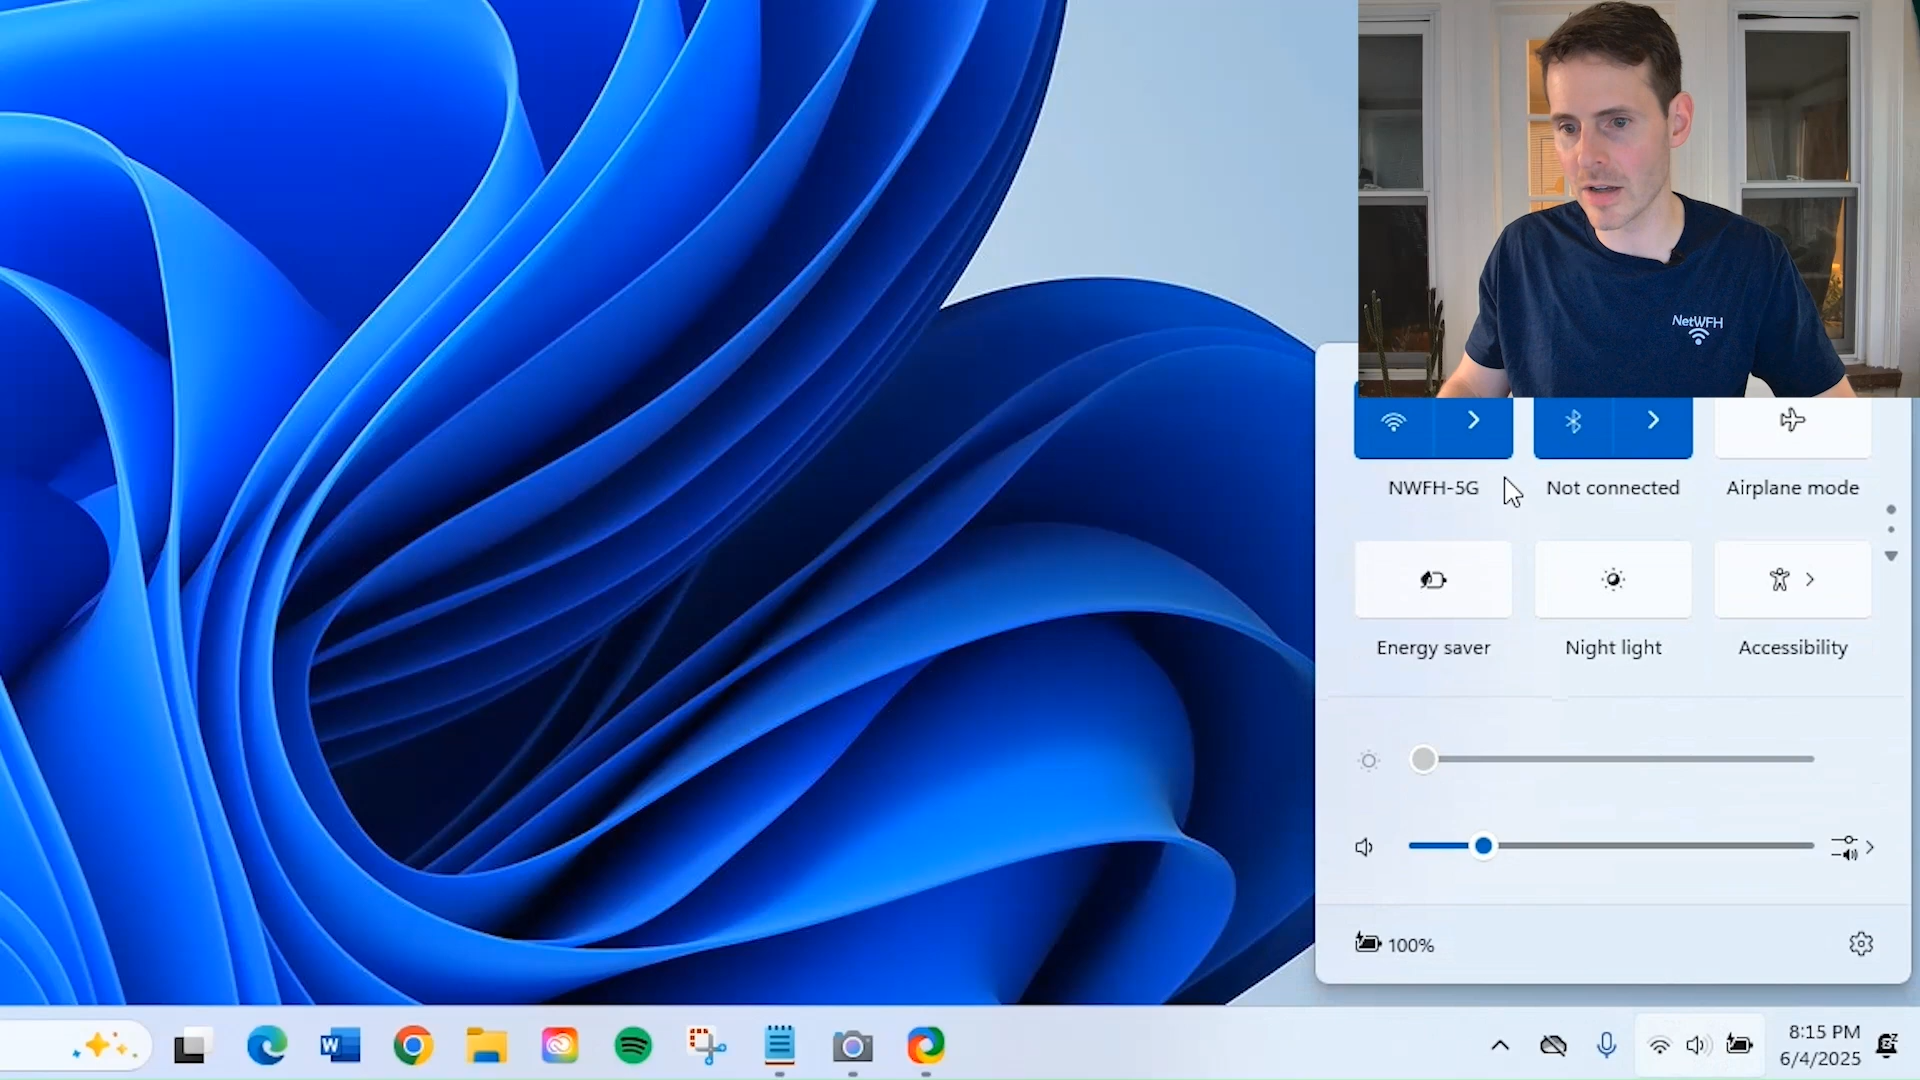 NetWFH
NWFH-5G
Not connected
Airplane mode
Energy saver
Night light
Accessibility
100%
W
8:15 PM
6/4/2025